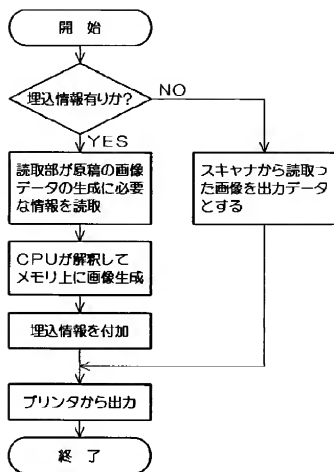 開始
埋込情報有りか?
NO
YES
読取部が原稿の画像
データの生成に必要
な情報を読取
スキャナから読取っ
た画像を出力データ
とする
CPUが解釈して
メモリ上に画像生成
埋込情報を付加
プリンタから出力
終了